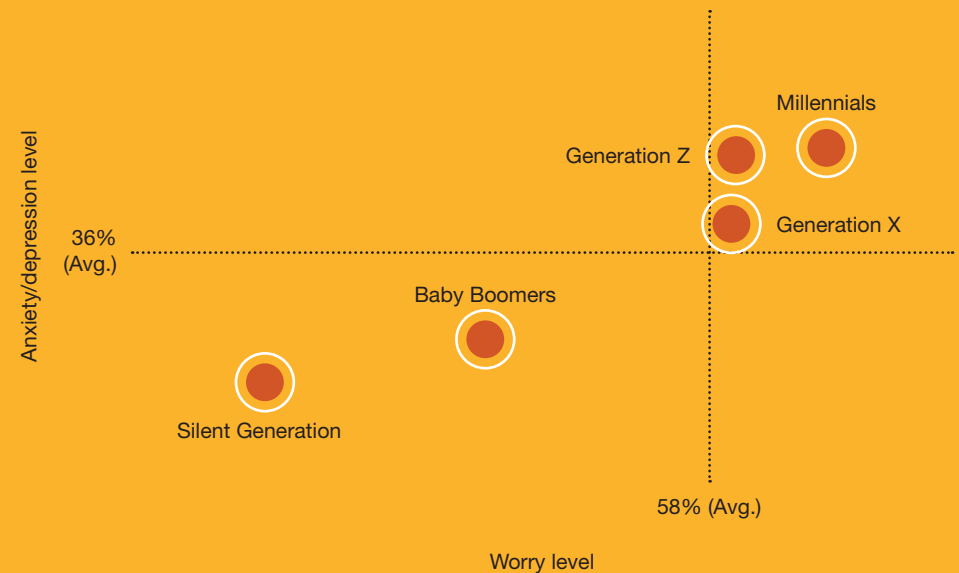 Millennials
Generation Z
Generation X
Anxiety/depression level
36%
(Avg.)
Baby Boomers
Silent Generation
58% (Avg.)
Worry level